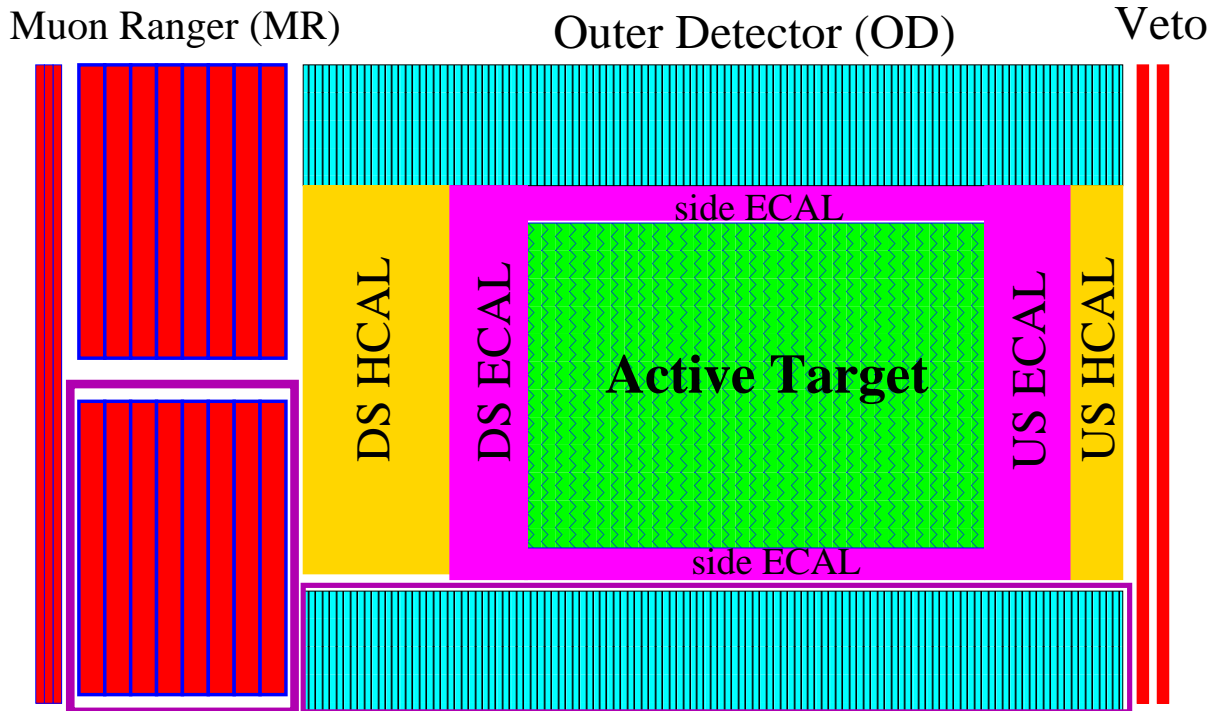 Muon Ranger (MR)
Outer Detector (OD)
Veto
side ECAL
DS HCAL
DS ECAL
Active Target
US ECAL
US HCAL
side ECAL